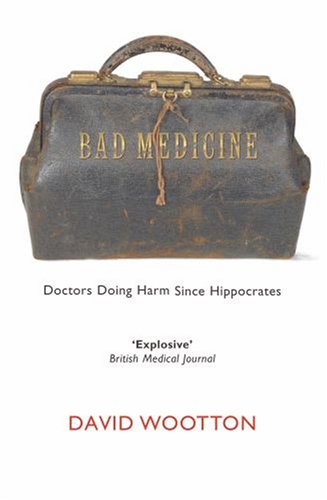 BAD MEDICINE
Doctors Doing Harm Since Hippocrates
‘Explosive’
British Medical Journal
DAVID WOOTTON